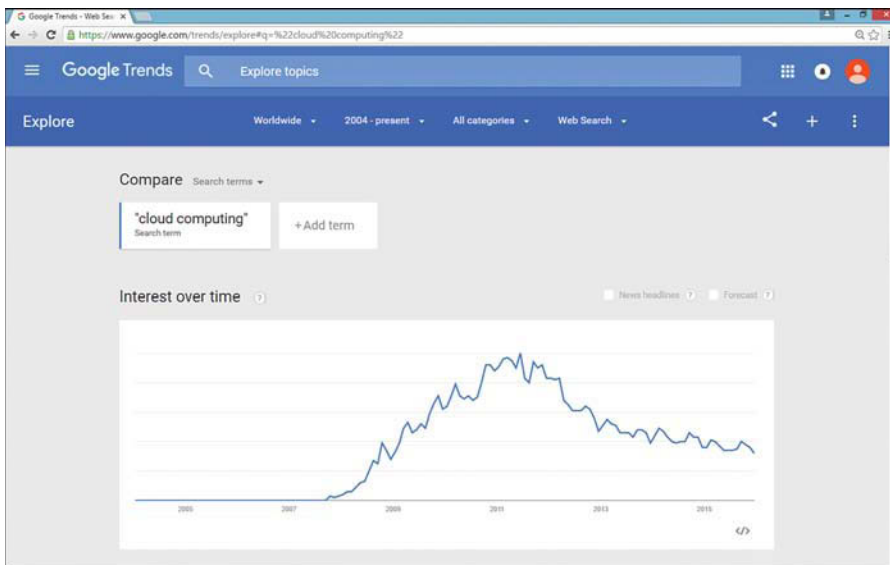 Google Trends - Web Sea
https://www.google.com/trends/explore#q=%22cloud%20computing%22
Google Trends Explore topics
Explore Worldwide 2004 - present All categories Web Search
Compare Search terms
"cloud computing"
Search term
+Add term
Interest over time ? News headlines ? Forecast ?
2005 2007 2009 2011 2013 2015
</>